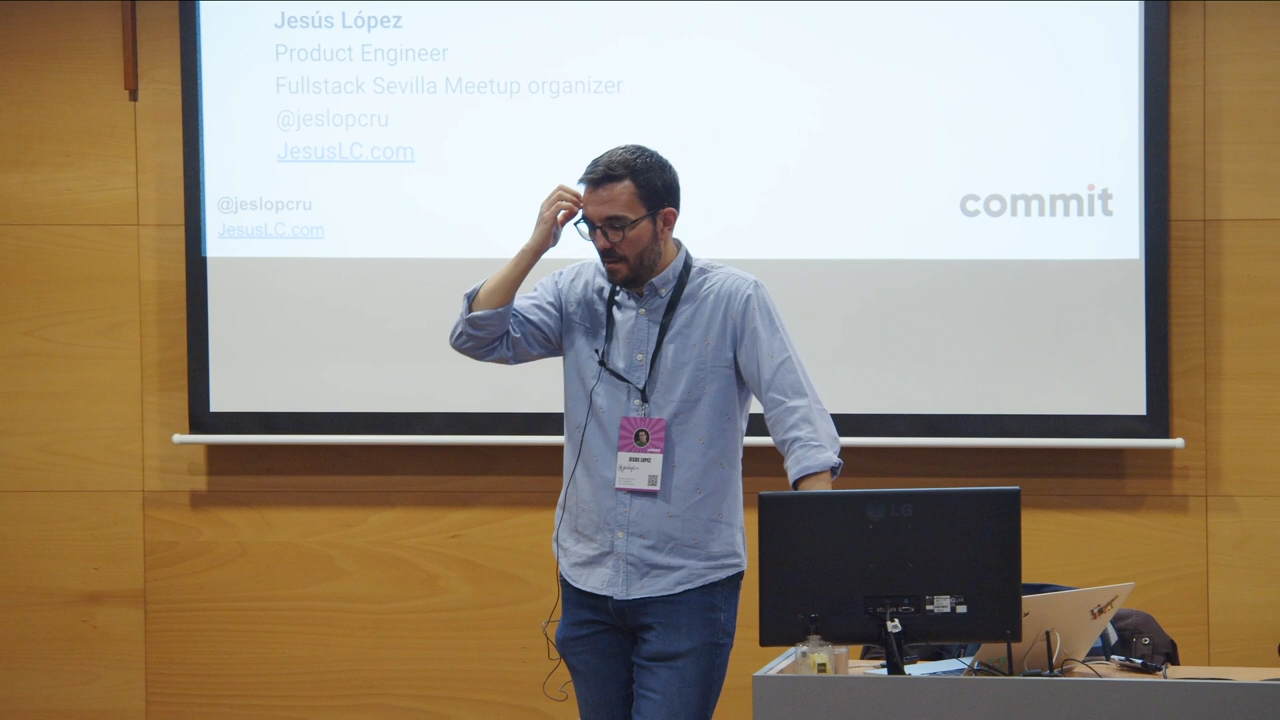 Jesús López
Product Engineer
Fullstack Sevilla Meetup organizer
@jeslopcru
JesusLC.com
@jeslopcru
JesusLC.com
commit
JESUS LOPEZ
LG